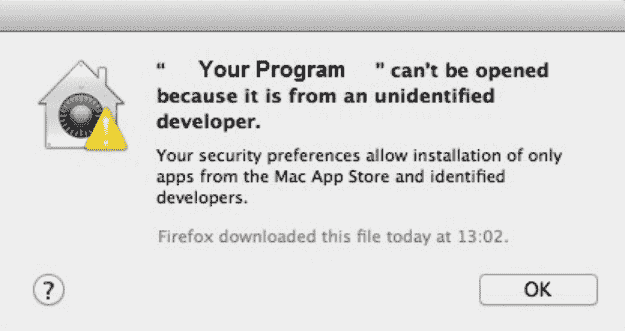 “ Your Program ” can't be opened
because it is from an unidentified
developer.
Your security preferences allow installation of only
apps from the Mac App Store and identified
developers.
Firefox downloaded this file today at 13:02.
? OK